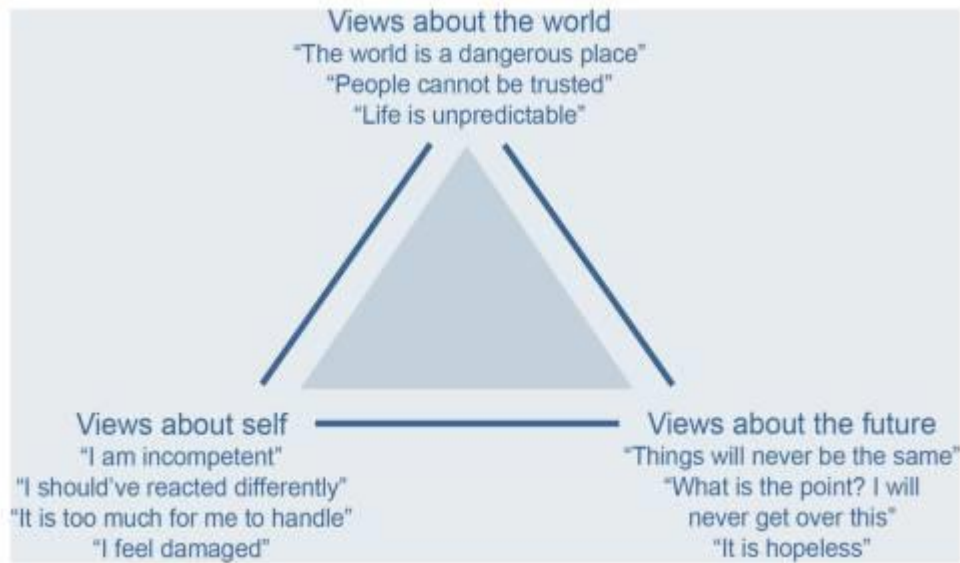 Views about the world
“The world is a dangerous place”
“People cannot be trusted”
“Life is unpredictable”
Views about self
“I am incompetent”
“I should’ve reacted differently”
“It is too much for me to handle”
“I feel damaged”
Views about the future
“Things will never be the same”
“What is the point? I will
never get over this”
“It is hopeless”